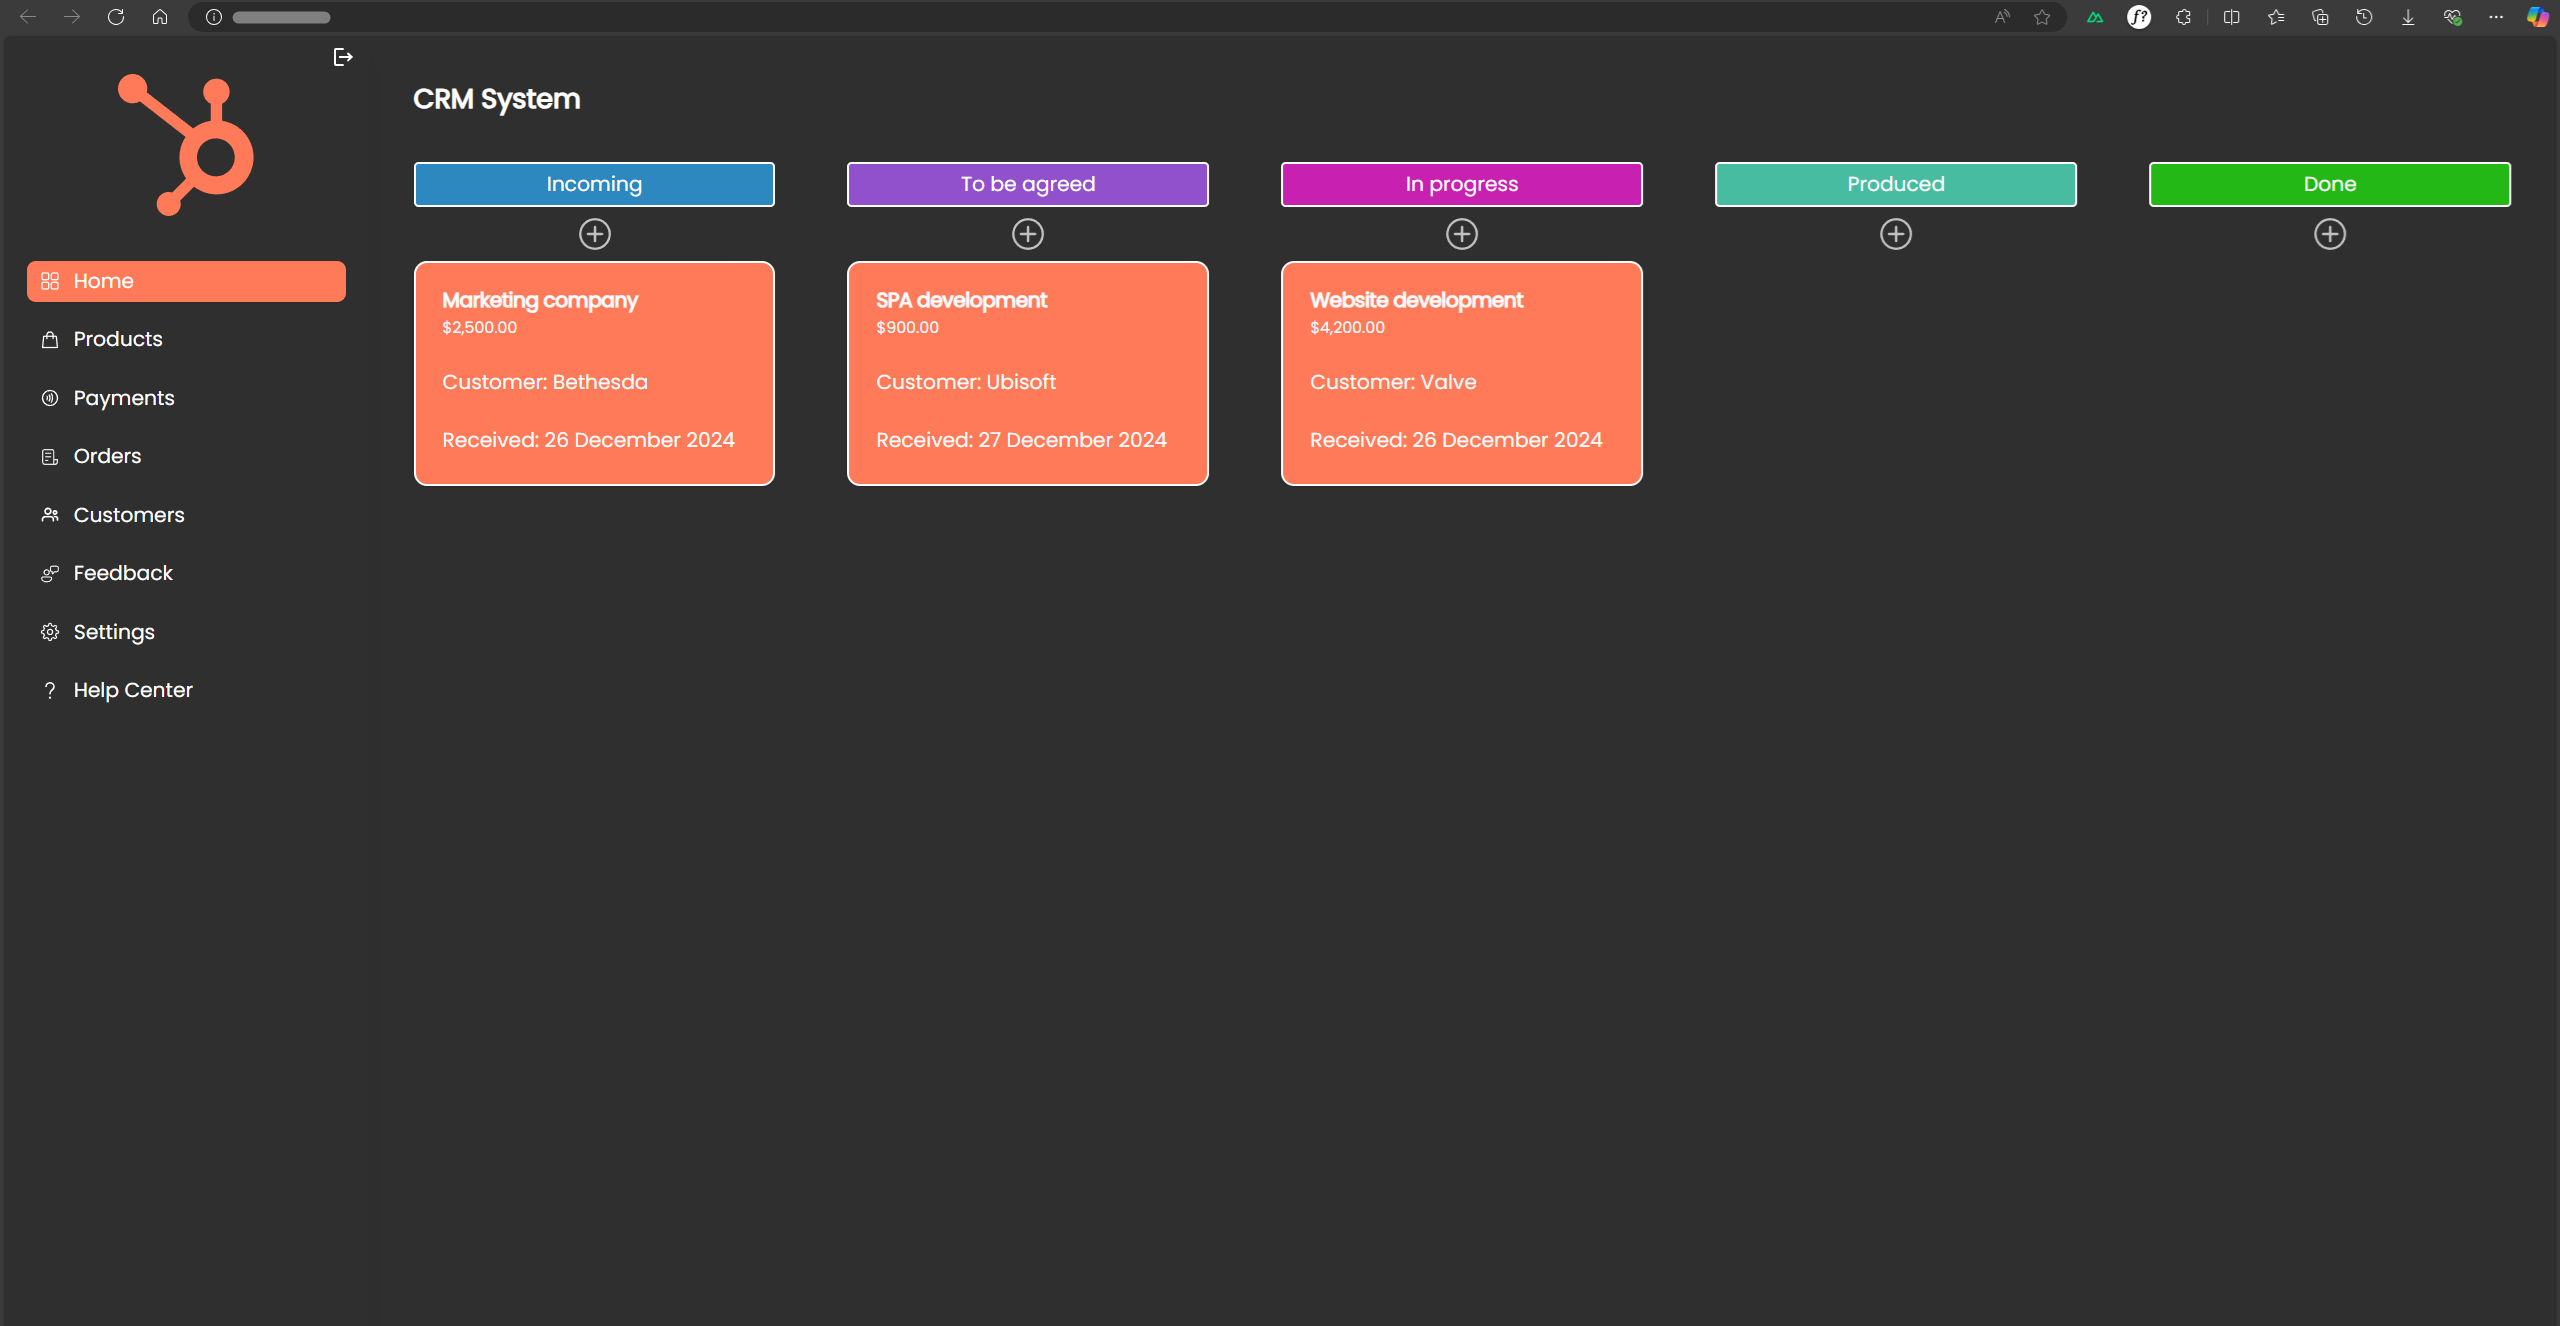 CRM System
Home
Products
Payments
Orders
Customers
Feedback
Settings
Help Center
Incoming
Marketing company
$2,500.00
Customer: Bethesda
Received: 26 December 2024
To be agreed
SPA development
$900.00
Customer: Ubisoft
Received: 27 December 2024
In progress
Website development
$4,200.00
Customer: Valve
Received: 26 December 2024
Produced
Done